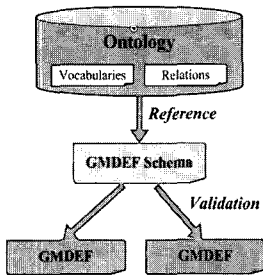 Ontology
Vocabularies Relations
Reference
GMDEF Schema
Validation
GMDEF GMDEF